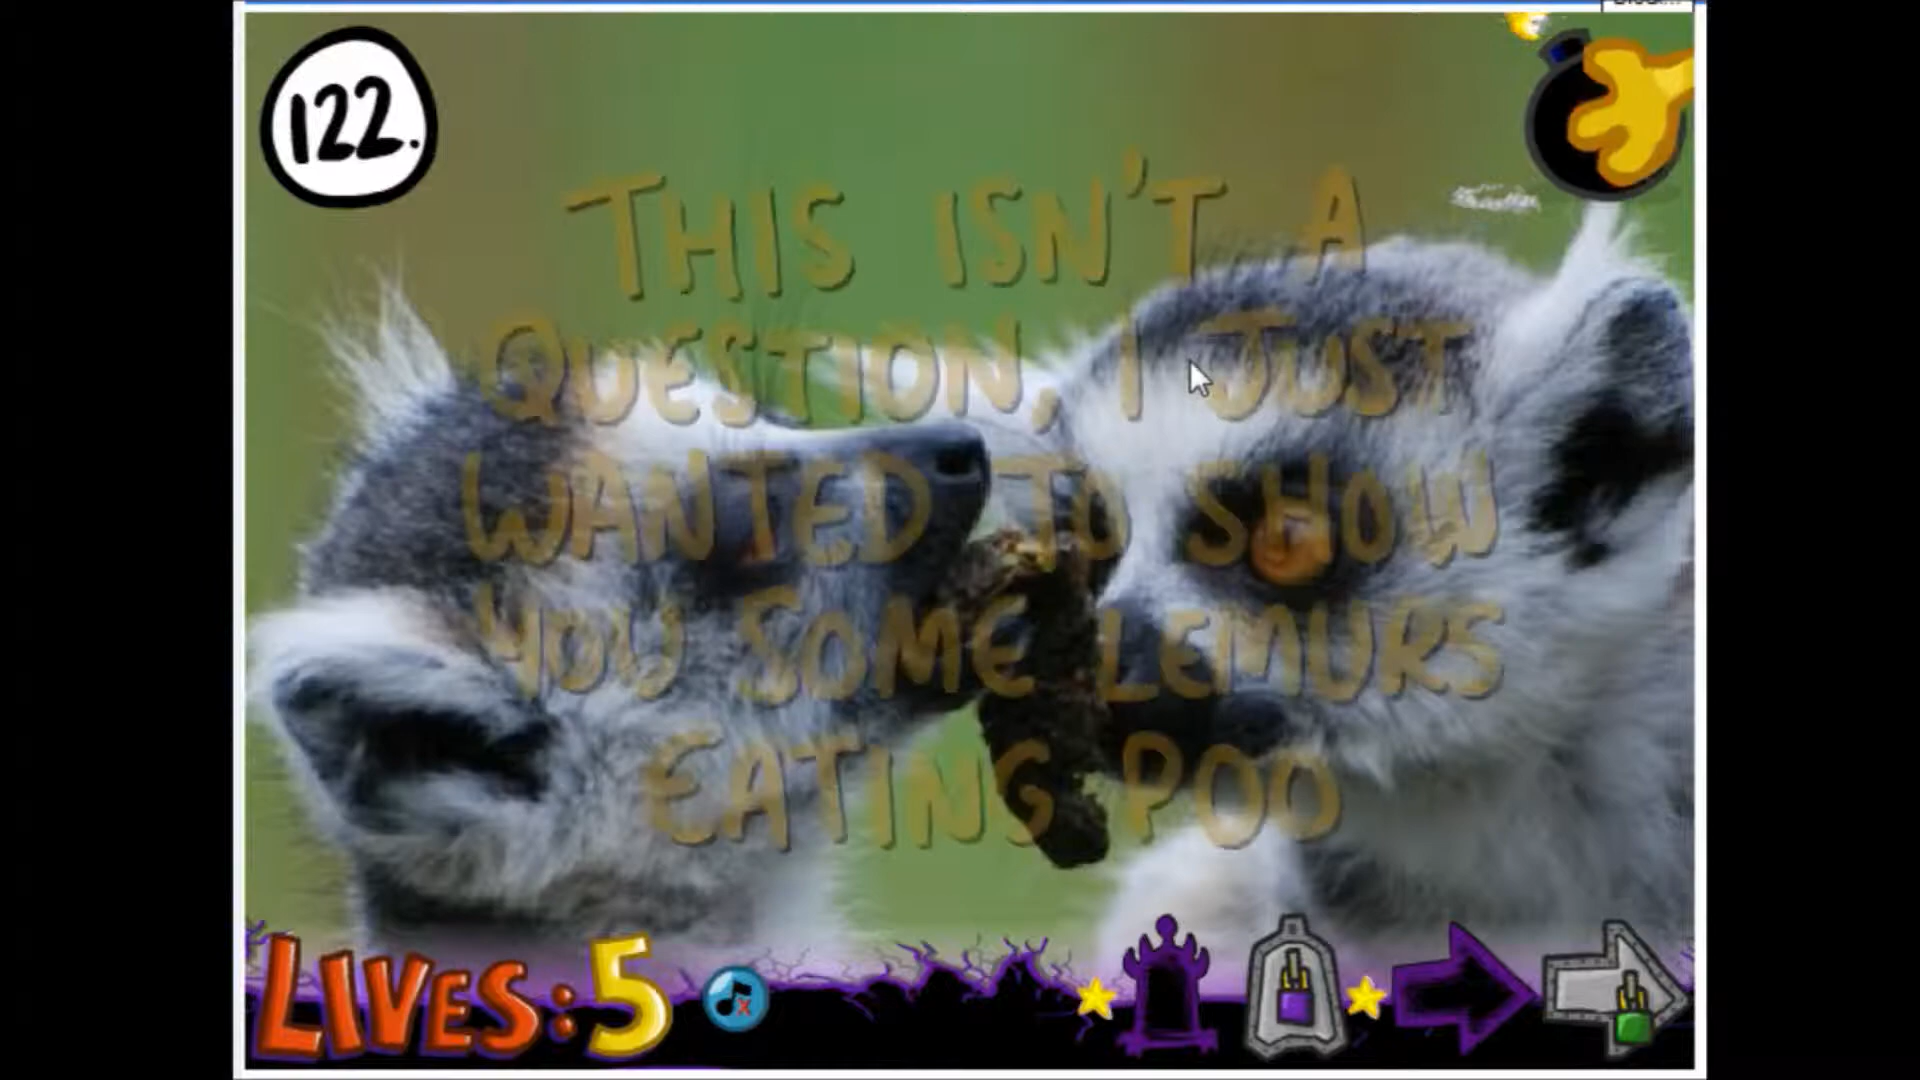 122.
THIS ISN'T A
QUESTION, I JUST
WANTED TO SHOW
YOU SOME LEMURS
EATING POO
LIVES: 5